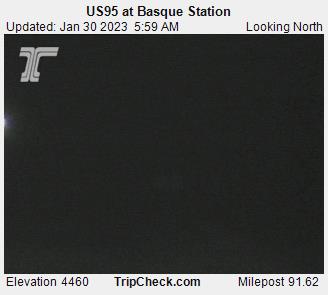 US95 at Basque Station
Updated: Jan 30 2023 5:59 AM Looking North
Elevation 4460 TripCheck.com Milepost 91.62